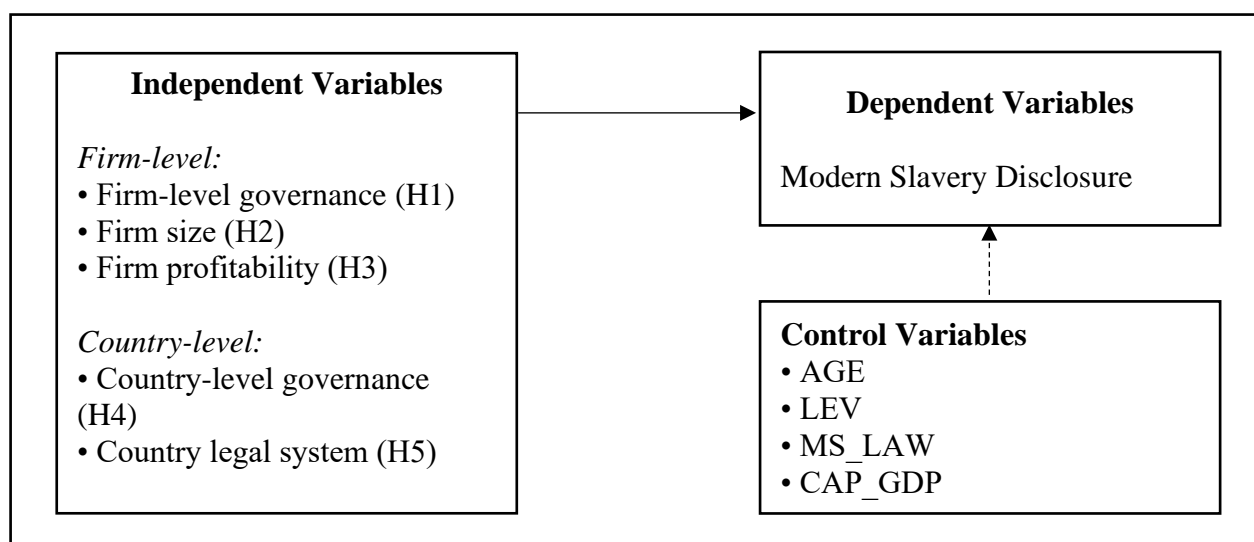 Independent Variables
Firm-level:
• Firm-level governance (H1)
• Firm size (H2)
• Firm profitability (H3)
Country-level:
• Country-level governance
(H4)
• Country legal system (H5)
Dependent Variables
Modern Slavery Disclosure
Control Variables
• AGE
• LEV
• MS_LAW
• CAP_GDP